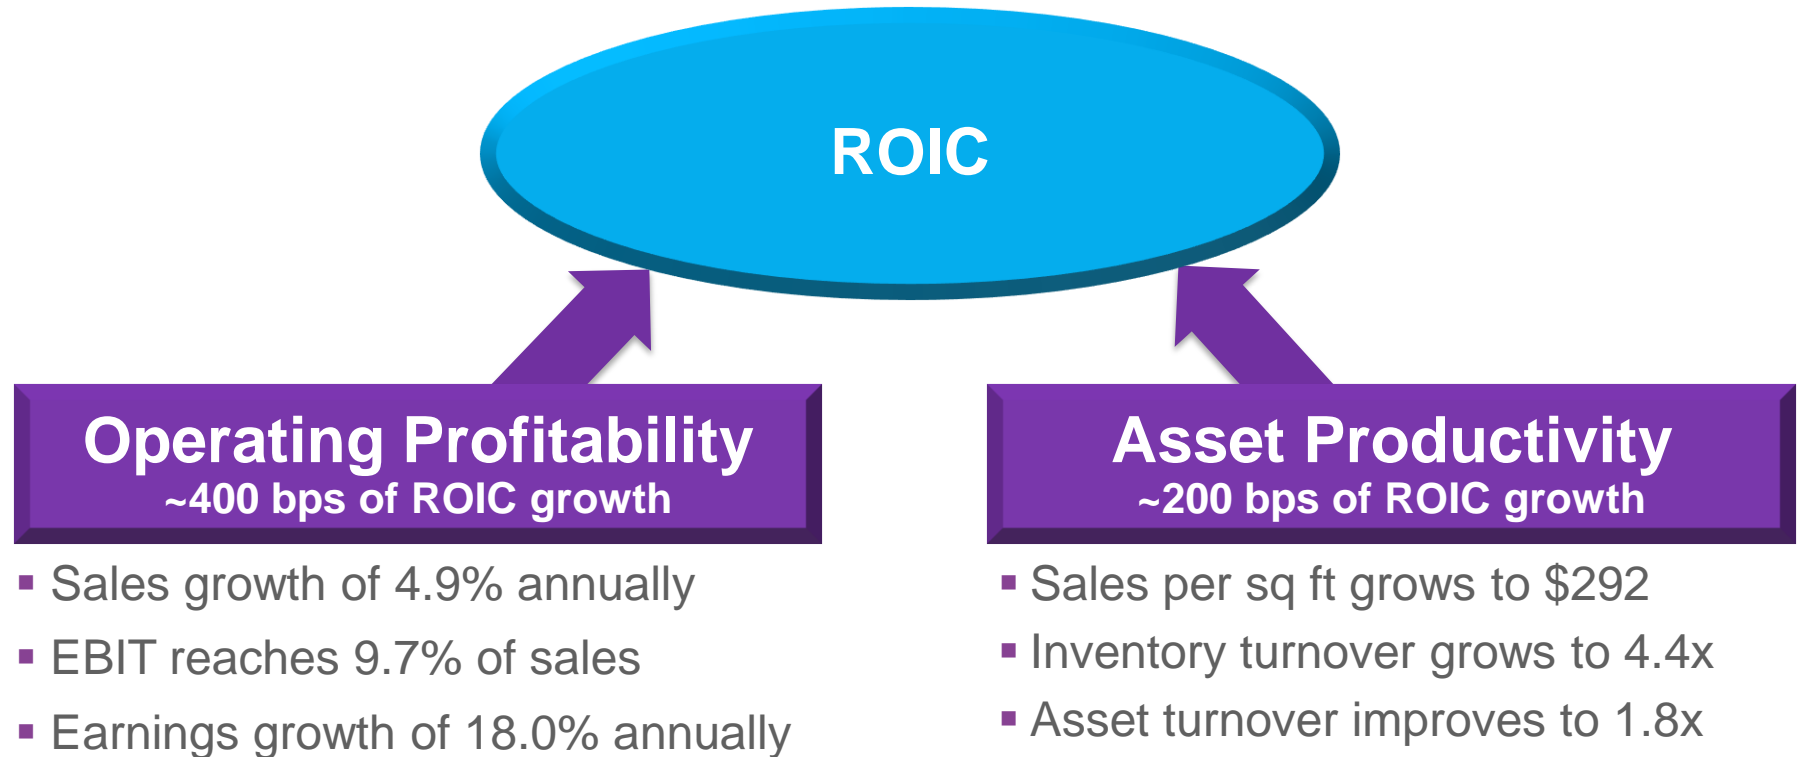 ROIC
Operating Profitability
~400 bps of ROIC growth
▪ Sales growth of 4.9% annually
▪ EBIT reaches 9.7% of sales
▪ Earnings growth of 18.0% annually
Asset Productivity
~200 bps of ROIC growth
▪ Sales per sq ft grows to $292
▪ Inventory turnover grows to 4.4x
▪ Asset turnover improves to 1.8x